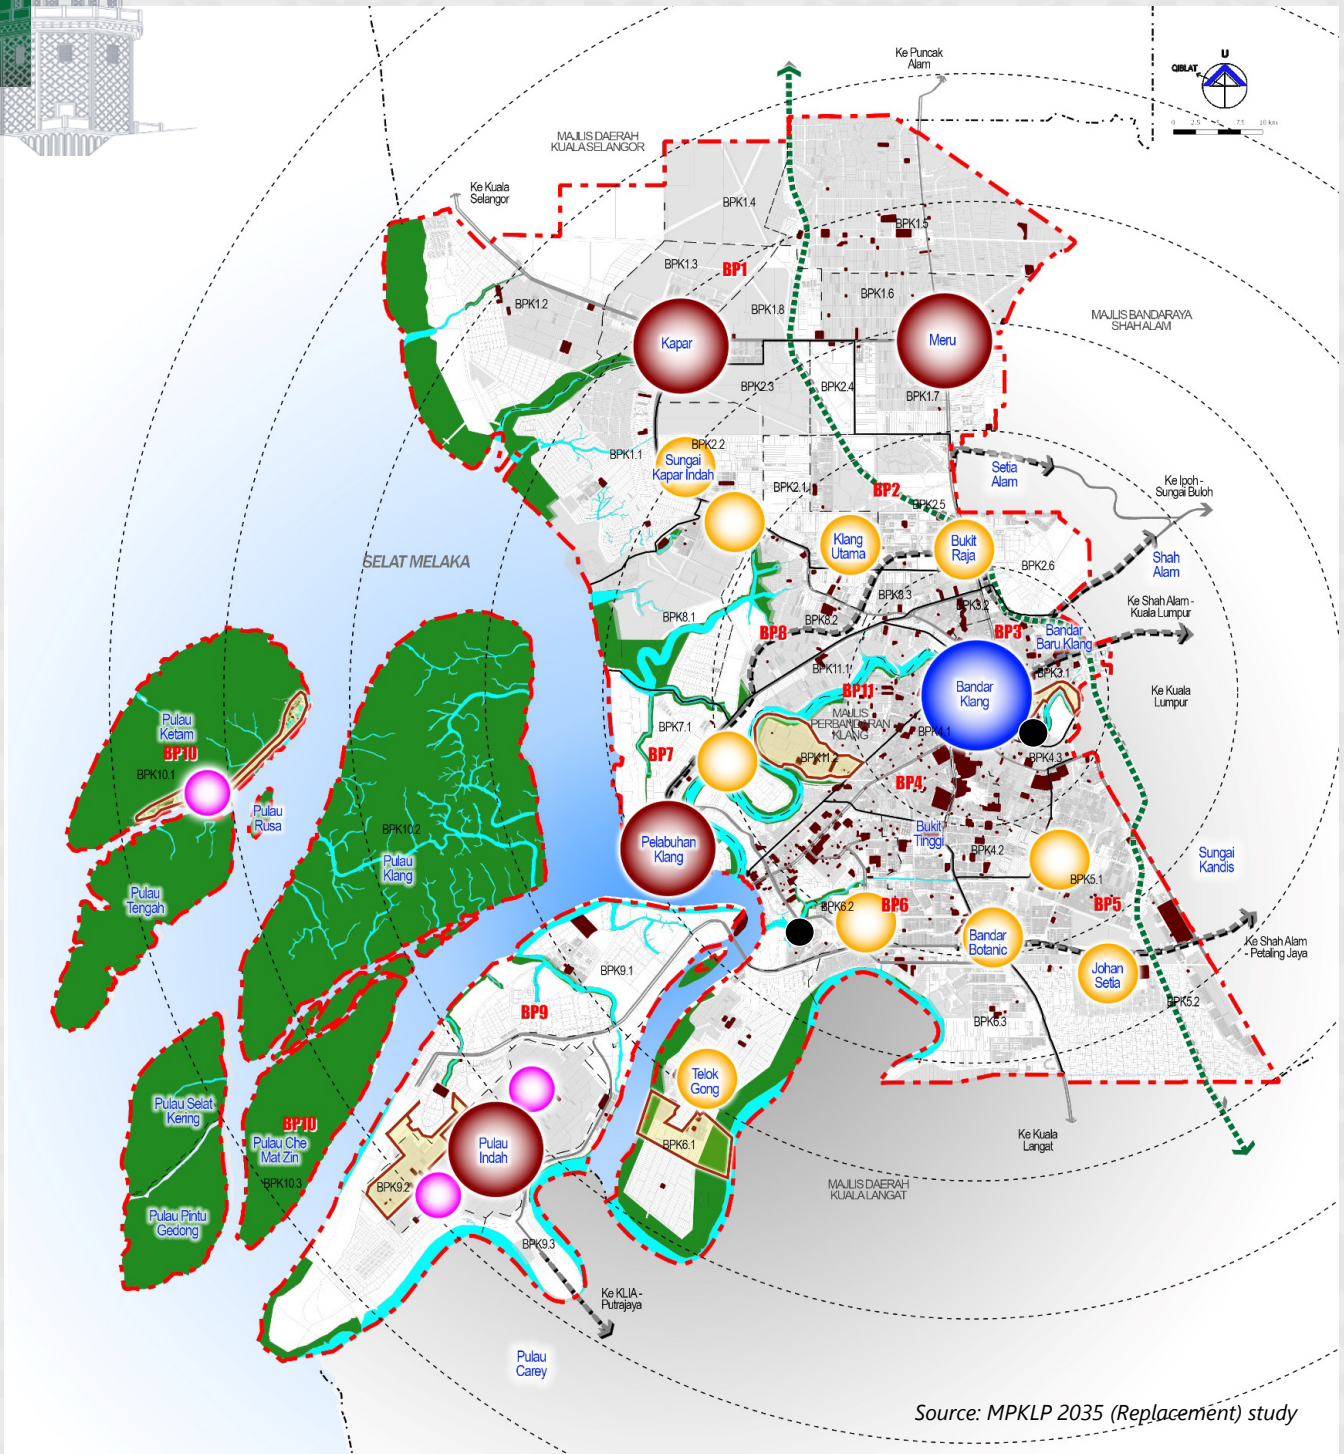 Ke Puncak
Alam
U
QIBLAT
0 2.5 5 7.5 10 km
MAJLIS DAERAH
KUALA SELANGOR
Ke Kuala
Selangor
BPK1.4
BPK1.5
BPK1.3
BP1
BPK1.2
BPK1.8
BPK1.6
MAJLIS BANDARAYA
SHAH ALAM
Kapar
Meru
BPK2.3
BPK2.4
BPK1.7
BPK2.2
BPK1.1
Sungai
Kapar Indah
BPK2.1
BP2
BPK2.5
Setia
Alam
Ke Ipoh -
Sungai Buloh
Klang
Utama
Bukit
Raja
BPK2.6
Shah
Alam
SELAT MELAKA
BPK8.3
BPK3.2
BPK8.1
BPK8.2
BP8
BP3
Bandar
Baru Klang
Ke Shah Alam -
Kuala Lumpur
BPK11.1
BPK3.1
BP11
Bandar
Klang
Ke Kuala
Lumpur
MAJLIS
PERBANDARAN
KLANG
BPK4.1
Pulau
Ketam
BP10
BPK10.1
BPK7.1
BP7
BPK11.2
BPK4.3
BP4
Pulau
Rusa
BPK10.2
Pulau
Klang
Pelabuhan
Klang
Bukit
Tinggi
BPK4.2
Sungai
Kandis
BPK5.1
Pulau
Tengah
BPK6.2
BP6
BP5
Bandar
Botanic
Ke Shah Alam
- Petaling Jaya
BPK9.1
Johan
Setia
BP9
BPK6.3
BPK5.2
Telok
Gong
Pulau Selat
Kering
BP10
Pulau Che
Mat Zin
BPK10.3
Pulau
Indah
BPK6.1
Ke Kuala
Langat
BPK9.2
MAJLIS DAERAH
KUALA LANGAT
Pulau Pintu
Gedong
BPK9.3
Ke KLIA -
Putrajaya
Pulau
Carey
Source: MPKLP 2035 (Replacement) study